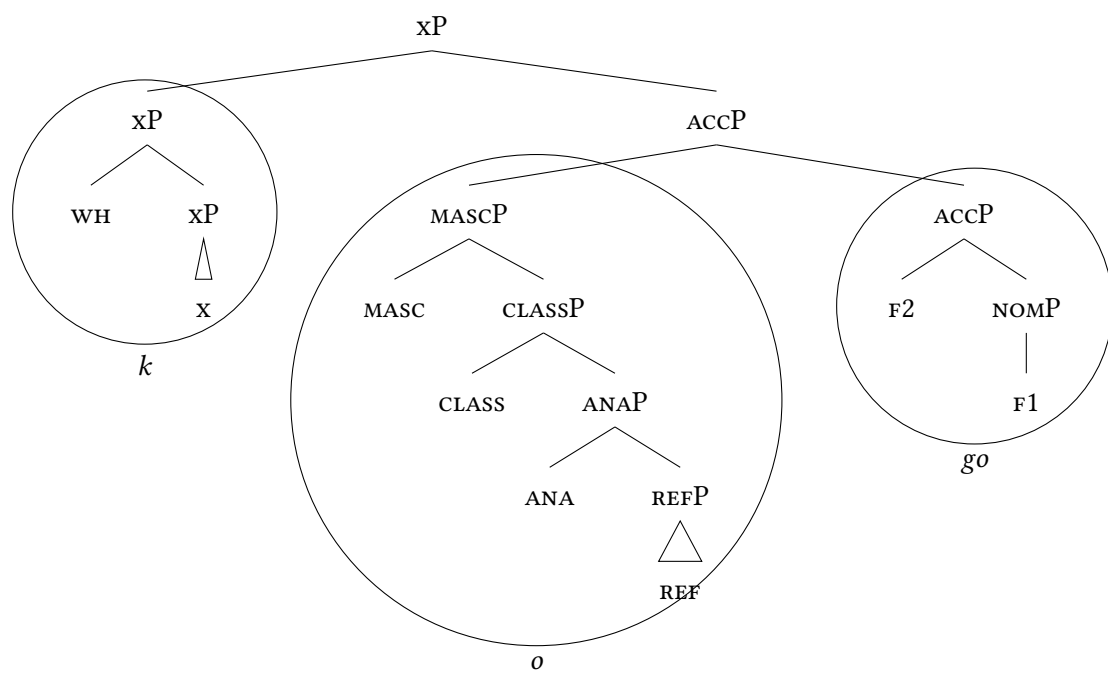 xP
xP ACCP
WH xP MASCP ACCP
X MASC CLASSP F2 NOMP
k
CLASS ANAP F1
go
ANA REFP
REF
o